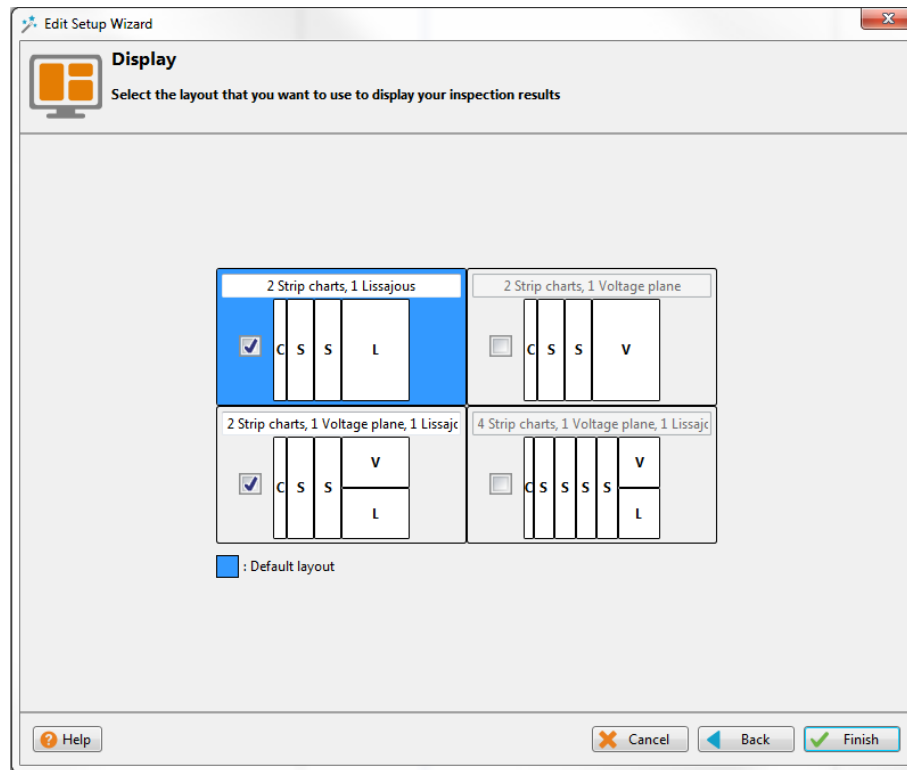 Edit Setup Wizard
Display
Select the layout that you want to use to display your inspection results
2 Strip charts, 1 Lissajous
2 Strip charts, 1 Voltage plane
C S S L
C S S V
2 Strip charts, 1 Voltage plane, 1 Lissajc
4 Strip charts, 1 Voltage plane, 1 Lissajc
C S S V L
C S S S S V L
: Default layout
Help
Cancel
Back
Finish